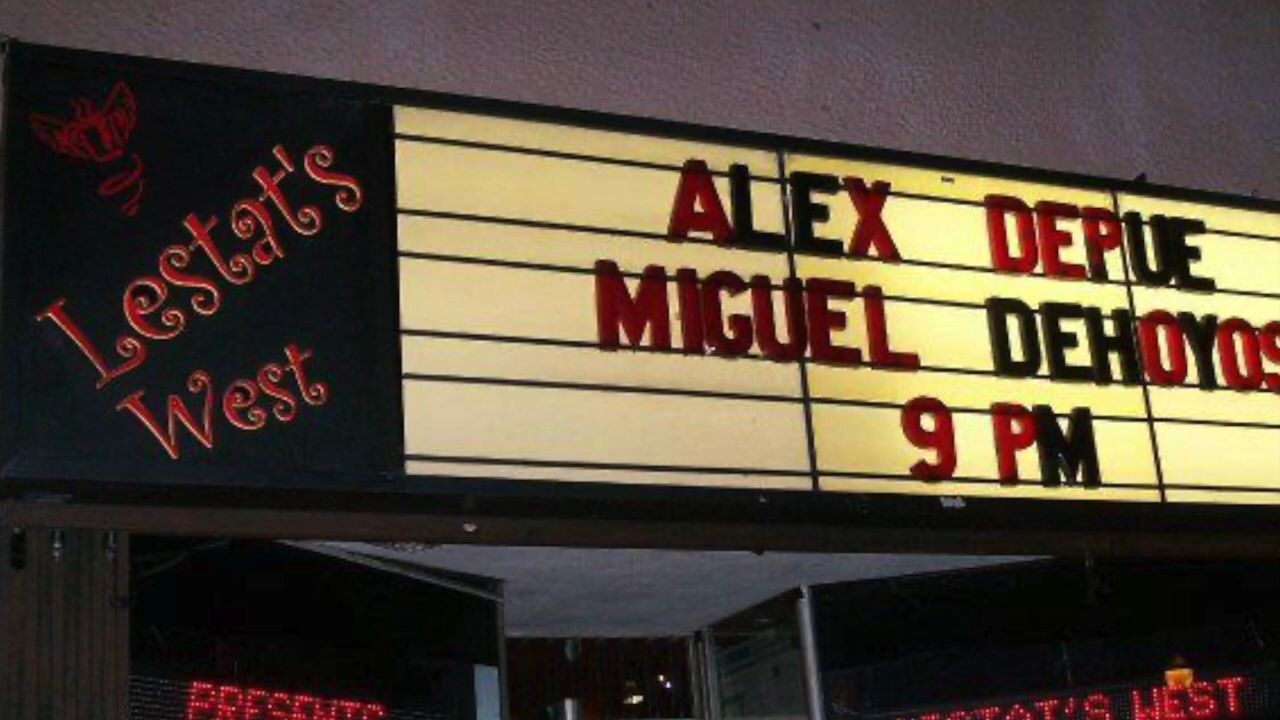 Lestat's
West
ALEX DEPUE
MIGUEL DEHOYOS
9 PM
PRESENTS
LESTAT'S WEST